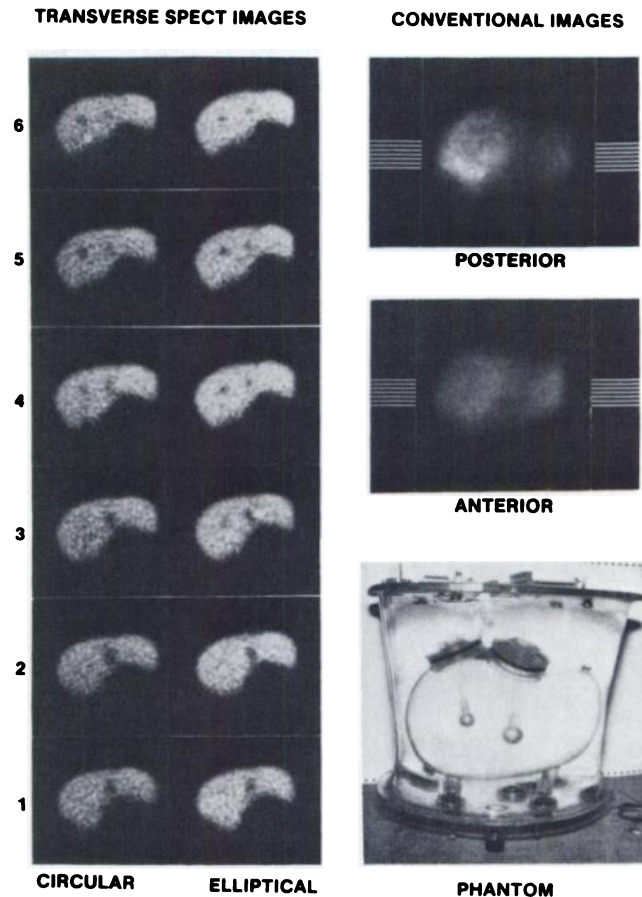 TRANSVERSE SPECT IMAGES
6
5
4
3
2
1
CIRCULAR ELLIPTICAL
CONVENTIONAL IMAGES
POSTERIOR
ANTERIOR
PHANTOM